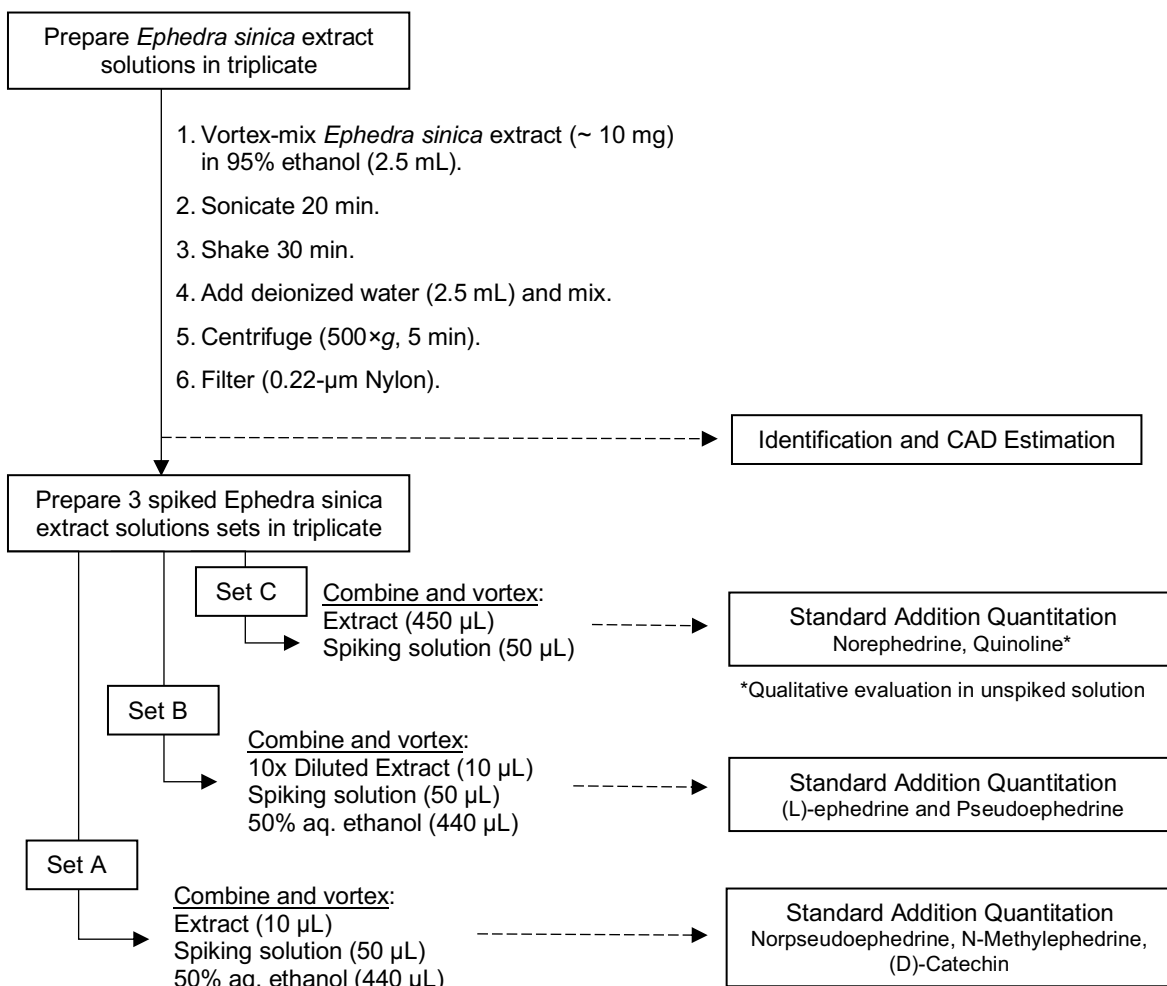 Prepare Ephedra sinica extract
solutions in triplicate
1. Vortex-mix Ephedra sinica extract (~ 10 mg)
in 95% ethanol (2.5 mL).
2. Sonicate 20 min.
3. Shake 30 min.
4. Add deionized water (2.5 mL) and mix.
5. Centrifuge (500×g, 5 min).
6. Filter (0.22-µm Nylon).
Identification and CAD Estimation
Prepare 3 spiked Ephedra sinica
extract solutions sets in triplicate
Set C
Combine and vortex:
Extract (450 µL)
Spiking solution (50 µL)
Standard Addition Quantitation
Norephedrine, Quinoline*
*Qualitative evaluation in unspiked solution
Set B
Combine and vortex:
10x Diluted Extract (10 µL)
Spiking solution (50 µL)
50% aq. ethanol (440 µL)
Standard Addition Quantitation
(L)-ephedrine and Pseudoephedrine
Set A
Combine and vortex:
Extract (10 µL)
Spiking solution (50 µL)
50% aq. ethanol (440 µL)
Standard Addition Quantitation
Norpseudoephedrine, N-Methylephedrine,
(D)-Catechin